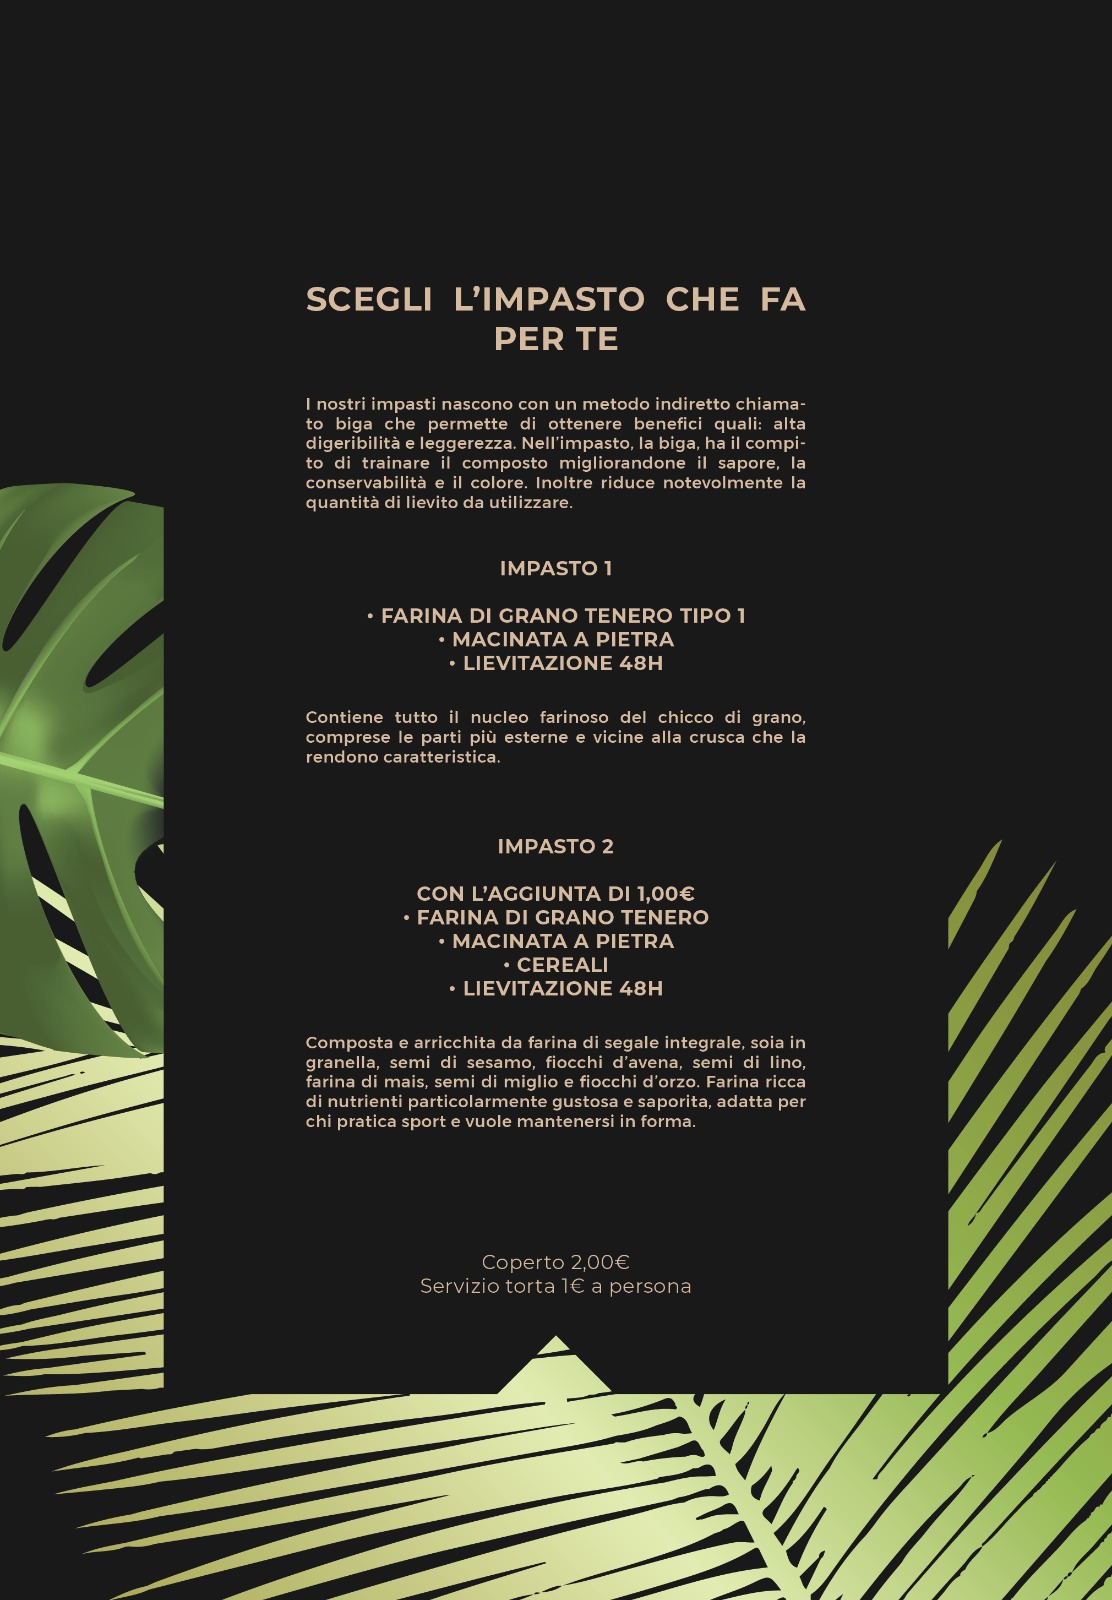 SCEGLI L’IMPASTO CHE FA
PER TE
I nostri impasti nascono con un metodo indiretto chiama-
to biga che permette di ottenere benefici quali: alta
digeribilità e leggerezza. Nell’impasto, la biga, ha il compi-
to di trainare il composto migliorandone il sapore, la
conservabilità e il colore. Inoltre riduce notevolmente la
quantità di lievito da utilizzare.
IMPASTO 1
• FARINA DI GRANO TENERO TIPO 1
• MACINATA A PIETRA
• LIEVITAZIONE 48H
Contiene tutto il nucleo farinoso del chicco di grano,
comprese le parti più esterne e vicine alla crusca che la
rendono caratteristica.
IMPASTO 2
CON L’AGGIUNTA DI 1,00€
• FARINA DI GRANO TENERO
• MACINATA A PIETRA
• CEREALI
• LIEVITAZIONE 48H
Composta e arricchita da farina di segale integrale, soia in
granella, semi di sesamo, fiocchi d’avena, semi di lino,
farina di mais, semi di miglio e fiocchi d’orzo. Farina ricca
di nutrienti particolarmente gustosa e saporita, adatta per
chi pratica sport e vuole mantenersi in forma.
Coperto 2,00€
Servizio torta 1€ a persona